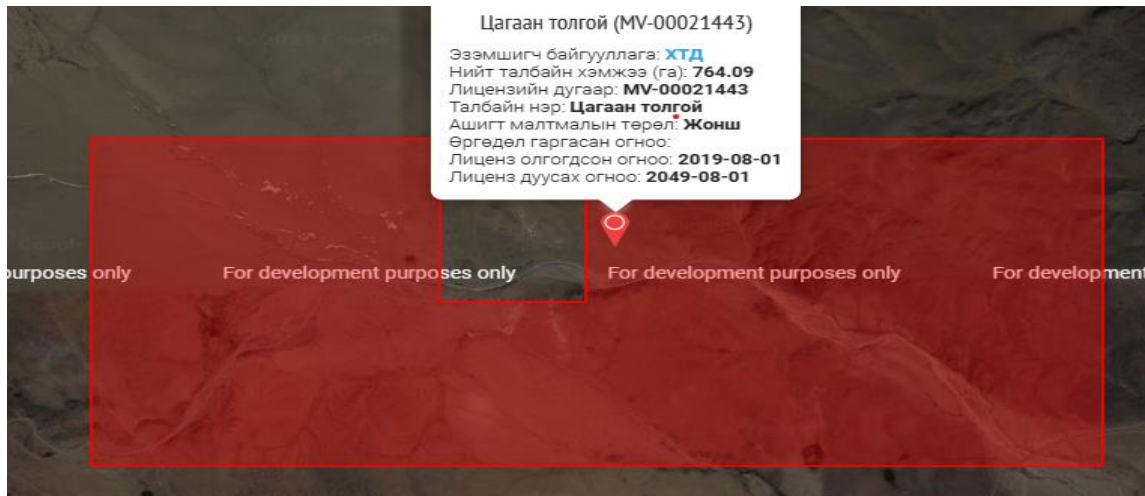 Цагаан толгой (MV-00021443)
Эзэмшигч байгууллага: ХТД
Нийт талбайн хэмжээ (га): 764.09
Лицензийн дугаар: MV-00021443
Талбайн нэр: Цагаан толгой
Ашигт малтмалын төрөл: Жонш
Өргөдөл гаргасан огноо:
Лиценз олгогдсон огноо: 2019-08-01
Лиценз дуусах огноо: 2049-08-01
purposes only For development purposes only For development purposes only For development